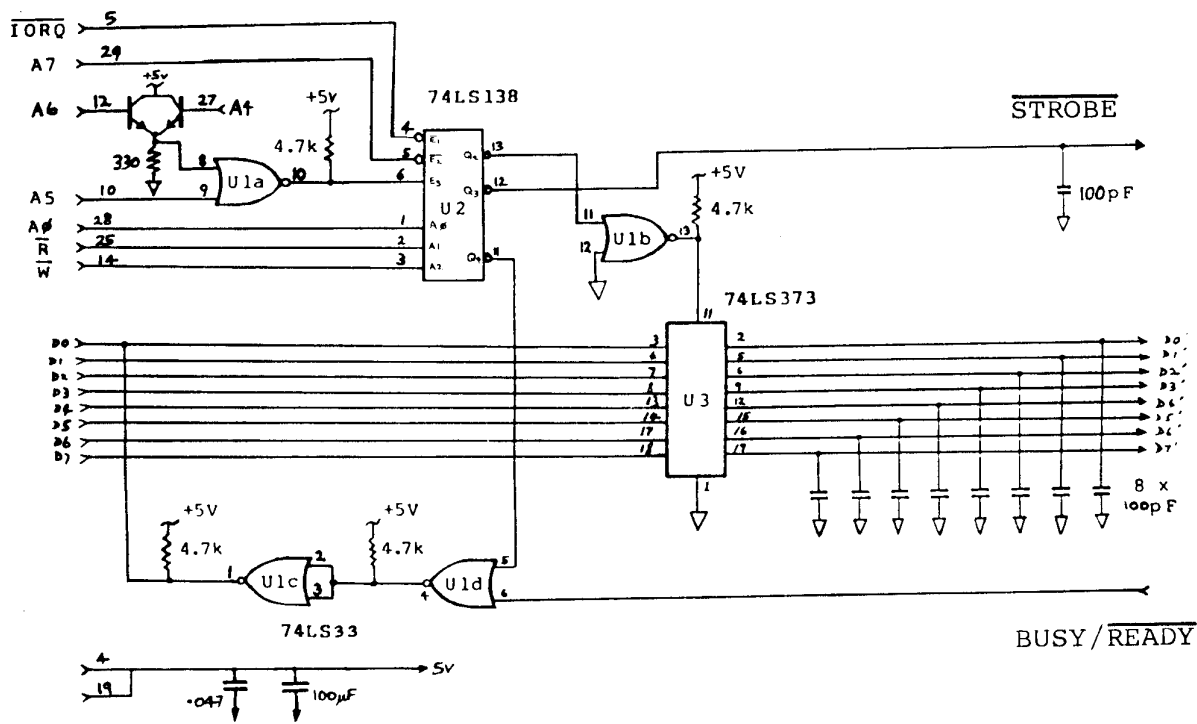 IORQ 5
A7 29
+5v
A6 12 27 A4
330
8
9
U1a
10
+5V
4.7k
A5 10
AØ 28
R 25
W 14
74LS138
4 E1
5 E2
6 E3
U2
1 AØ
2 A1
3 A2
Q2 13
Q3 12
Q4 11
STROBE
100pF
+5V
4.7k
11
12
U1b
13
74LS373
11
U3
1
D0 3 2 D0'
D1 4 5 D1'
D2 7 6 D2'
D3 8 9 D3'
D4 13 12 D6'
D5 14 15 D5'
D6 17 16 D6'
D7 18 17 D7'
8 x
100pF
+5V
4.7k
1
U1c
2
3
+5V
4.7k
4
U1d
5
6
74LS33
BUSY/READY
4
19
5V
.047
100µF